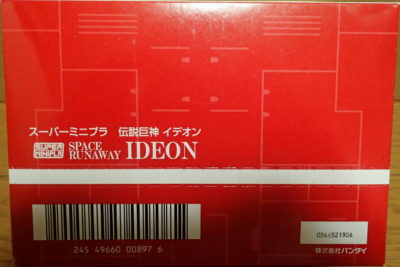 スーパーミニプラ 伝説巨神 イデオン
SUPER MINIPLA
SPACE RUNAWAY IDEON
245 49660 00897 6
0566521906
株式会社バンダイ